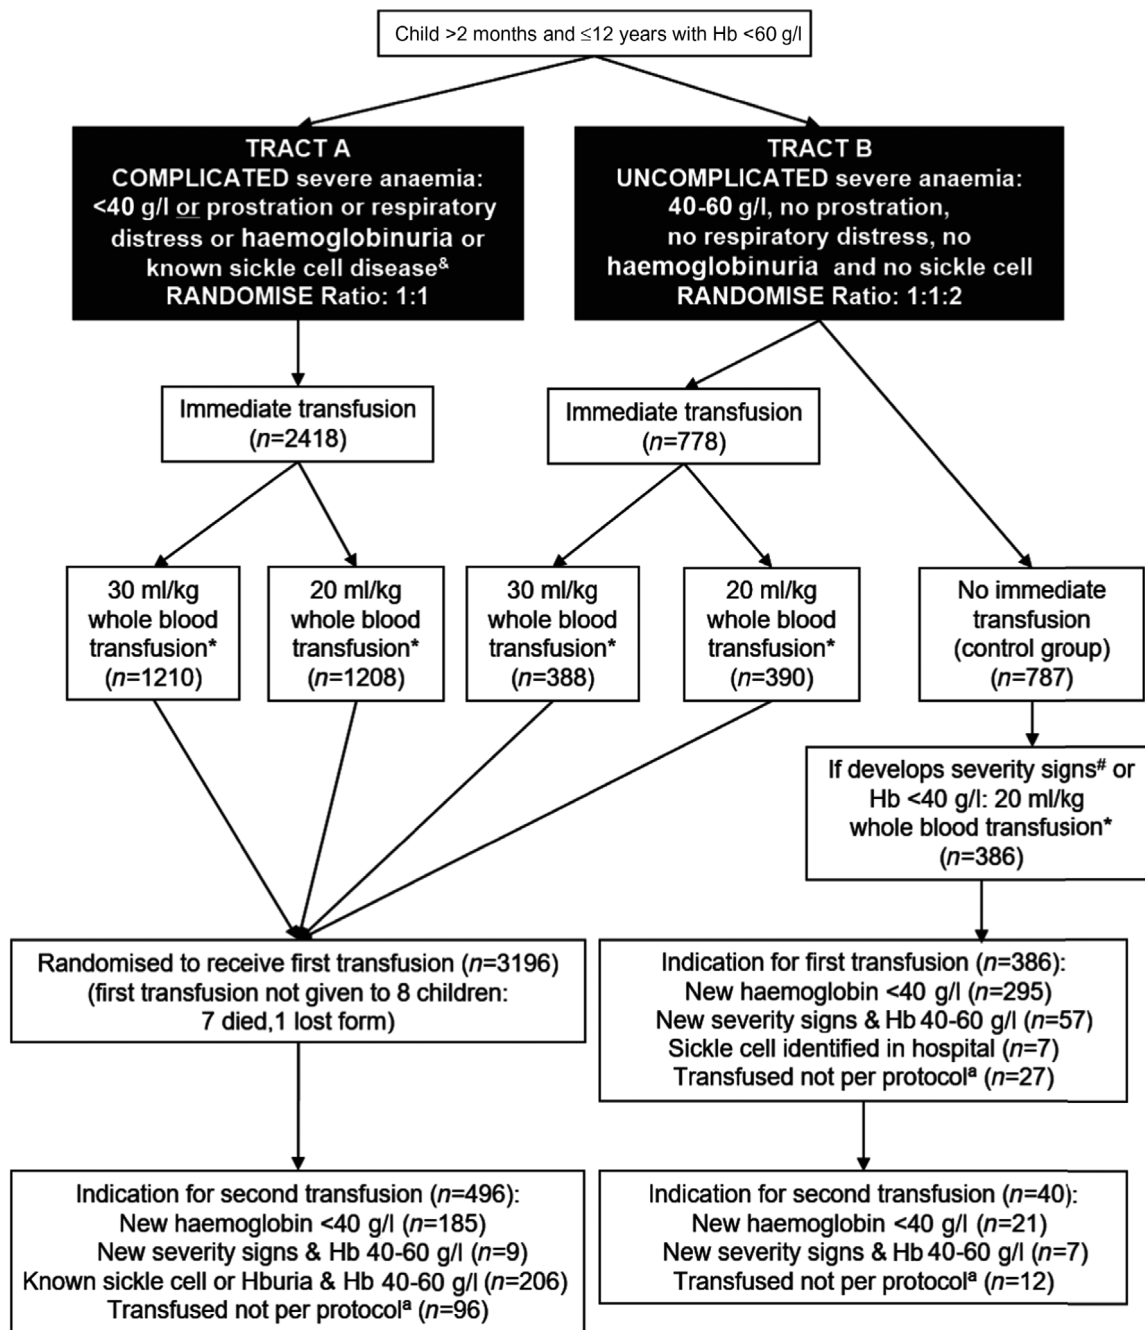 Child >2 months and ≤12 years with Hb <60 g/l
TRACT A
COMPLICATED severe anaemia:
<40 g/l or prostration or respiratory
distress or haemoglobinuria or
known sickle cell disease&
RANDOMISE Ratio: 1:1
TRACT B
UNCOMPLICATED severe anaemia:
40-60 g/l, no prostration,
no respiratory distress, no
haemoglobinuria and no sickle cell
RANDOMISE Ratio: 1:1:2
Immediate transfusion
(n=2418)
Immediate transfusion
(n=778)
30 ml/kg
whole blood
transfusion*
(n=1210)
20 ml/kg
whole blood
transfusion*
(n=1208)
30 ml/kg
whole blood
transfusion*
(n=388)
20 ml/kg
whole blood
transfusion*
(n=390)
No immediate
transfusion
(control group)
(n=787)
If develops severity signs# or
Hb <40 g/l: 20 ml/kg
whole blood transfusion*
(n=386)
Randomised to receive first transfusion (n=3196)
(first transfusion not given to 8 children:
7 died,1 lost form)
Indication for first transfusion (n=386):
New haemoglobin <40 g/l (n=295)
New severity signs & Hb 40-60 g/l (n=57)
Sickle cell identified in hospital (n=7)
Transfused not per protocolª (n=27)
Indication for second transfusion (n=496):
New haemoglobin <40 g/l (n=185)
New severity signs & Hb 40-60 g/l (n=9)
Known sickle cell or Hburia & Hb 40-60 g/l (n=206)
Transfused not per protocolª (n=96)
Indication for second transfusion (n=40):
New haemoglobin <40 g/l (n=21)
New severity signs & Hb 40-60 g/l (n=7)
Transfused not per protocolª (n=12)